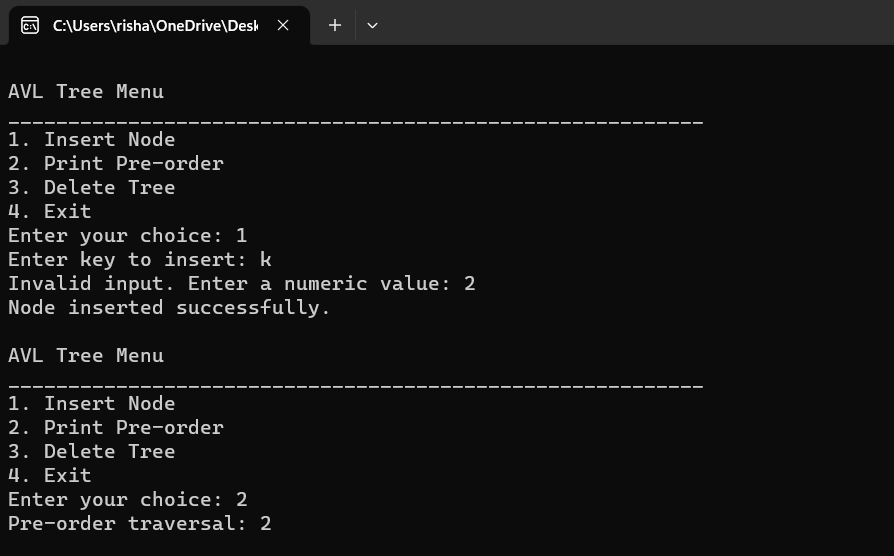 C:\Users\risha\OneDrive\Desk
AVL Tree Menu
__________________________________________________________
1. Insert Node
2. Print Pre-order
3. Delete Tree
4. Exit
Enter your choice: 1
Enter key to insert: k
Invalid input. Enter a numeric value: 2
Node inserted successfully.
AVL Tree Menu
__________________________________________________________
1. Insert Node
2. Print Pre-order
3. Delete Tree
4. Exit
Enter your choice: 2
Pre-order traversal: 2